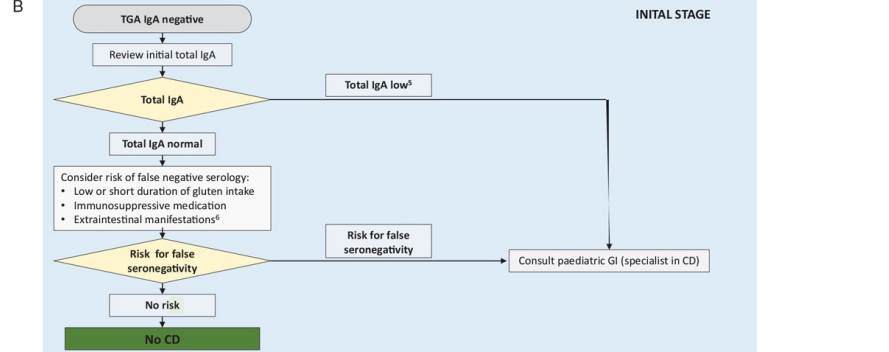 B
INITAL STAGE
TGA IgA negative
Review initial total IgA
Total IgA
Total IgA low⁵
Total IgA normal
Consider risk of false negative serology:
• Low or short duration of gluten intake
• Immunosuppressive medication
• Extraintestinal manifestations⁶
Risk for false
seronegativity
Risk for false
seronegativity
Consult paediatric GI (specialist in CD)
No risk
No CD